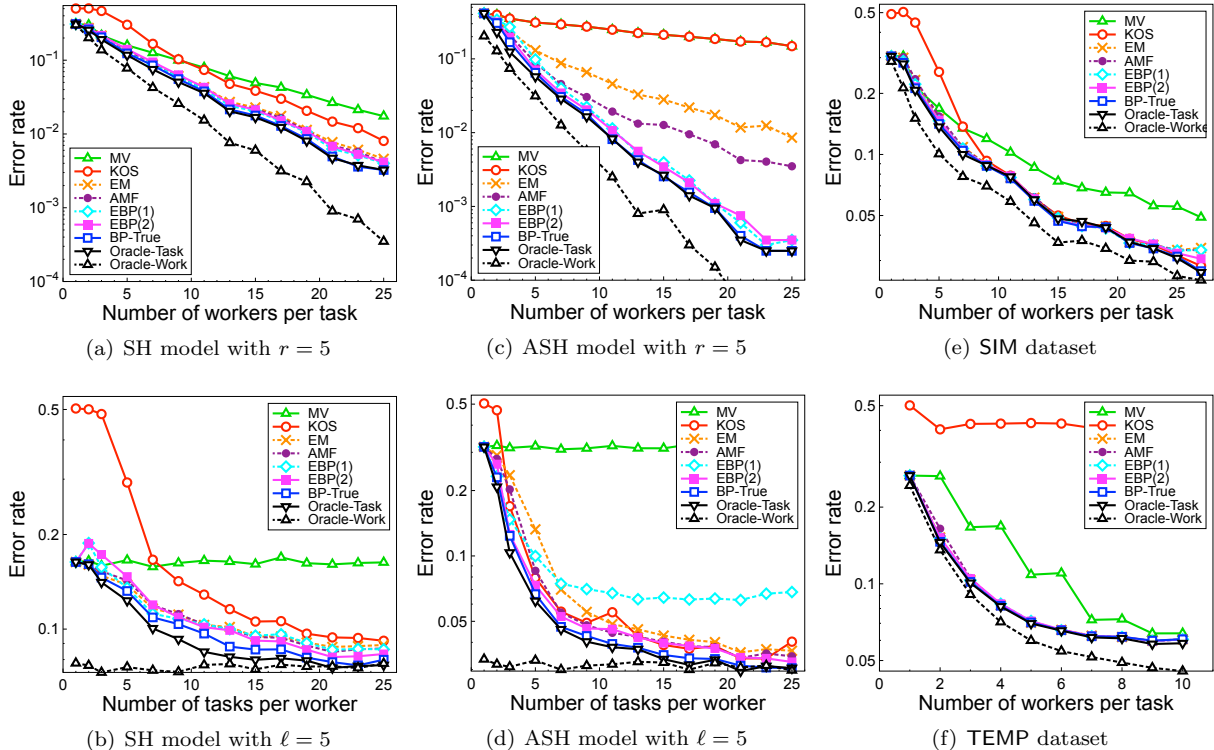 Error rate
10⁻¹
10⁻²
10⁻³
10⁻⁴
MV
KOS
EM
AMF
EBP(1)
EBP(2)
BP-True
Oracle-Task
Oracle-Work
0 5 10 15 20 25
Number of workers per task
(a) SH model with r = 5
Error rate
10⁻¹
10⁻²
10⁻³
10⁻⁴
MV
KOS
EM
AMF
EBP(1)
EBP(2)
BP-True
Oracle-Task
Oracle-Work
0 5 10 15 20 25
Number of workers per task
(c) ASH model with r = 5
Error rate
0.5
0.2
0.1
0.05
MV
KOS
EM
AMF
EBP(1)
EBP(2)
BP-True
Oracle-Task
Oracle-Worke
0 5 10 15 20 25
Number of workers per task
(e) SIM dataset
Error rate
0.5
0.2
0.1
MV
KOS
EM
AMF
EBP(1)
EBP(2)
BP-True
Oracle-Task
Oracle-Work
0 5 10 15 20 25
Number of tasks per worker
(b) SH model with ℓ = 5
Error rate
0.5
0.2
0.1
0.05
MV
KOS
EM
AMF
EBP(1)
EBP(2)
BP-True
Oracle-Task
Oracle-Work
0 5 10 15 20 25
Number of tasks per worker
(d) ASH model with ℓ = 5
Error rate
0.5
0.2
0.1
0.05
MV
KOS
EM
AMF
EBP(1)
EBP(2)
BP-True
Oracle-Task
Oracle-Work
0 2 4 6 8 10
Number of workers per task
(f) TEMP dataset